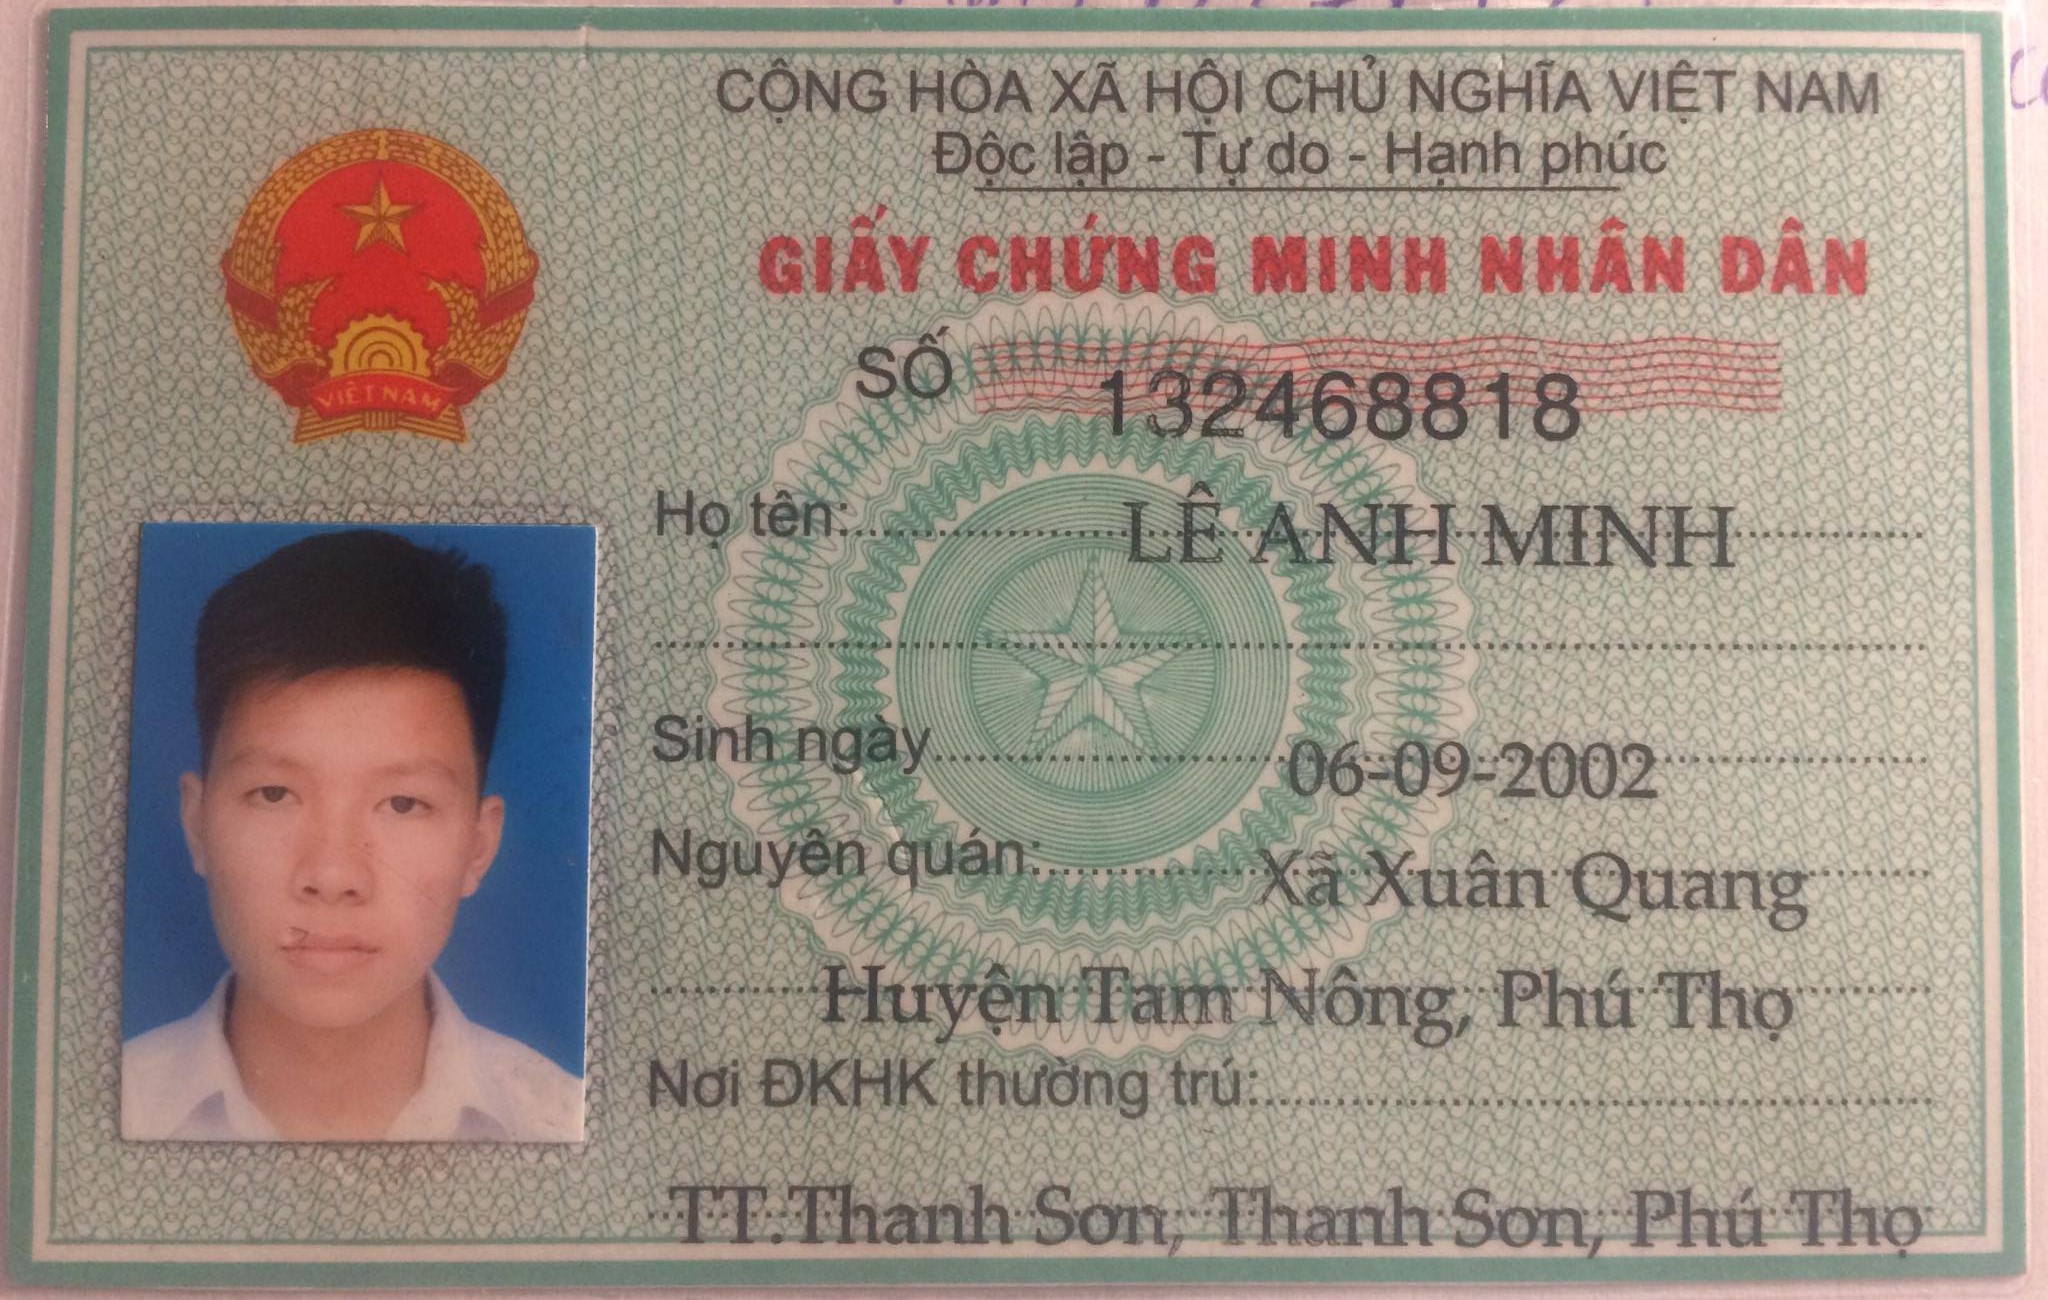 CỘNG HÒA XÃ HỘI CHỦ NGHĨA VIỆT NAM
Độc lập - Tự do - Hạnh phúc
GIẤY CHỨNG MINH NHÂN DÂN
SỐ 132468818
VIỆT NAM
Họ tên: LÊ ANH MINH
Sinh ngày 06-09-2002
Nguyên quán: Xã Xuân Quang
Huyện Tam Nông, Phú Thọ
Nơi ĐKHK thường trú:
TT.Thanh Sơn, Thanh Sơn, Phú Thọ